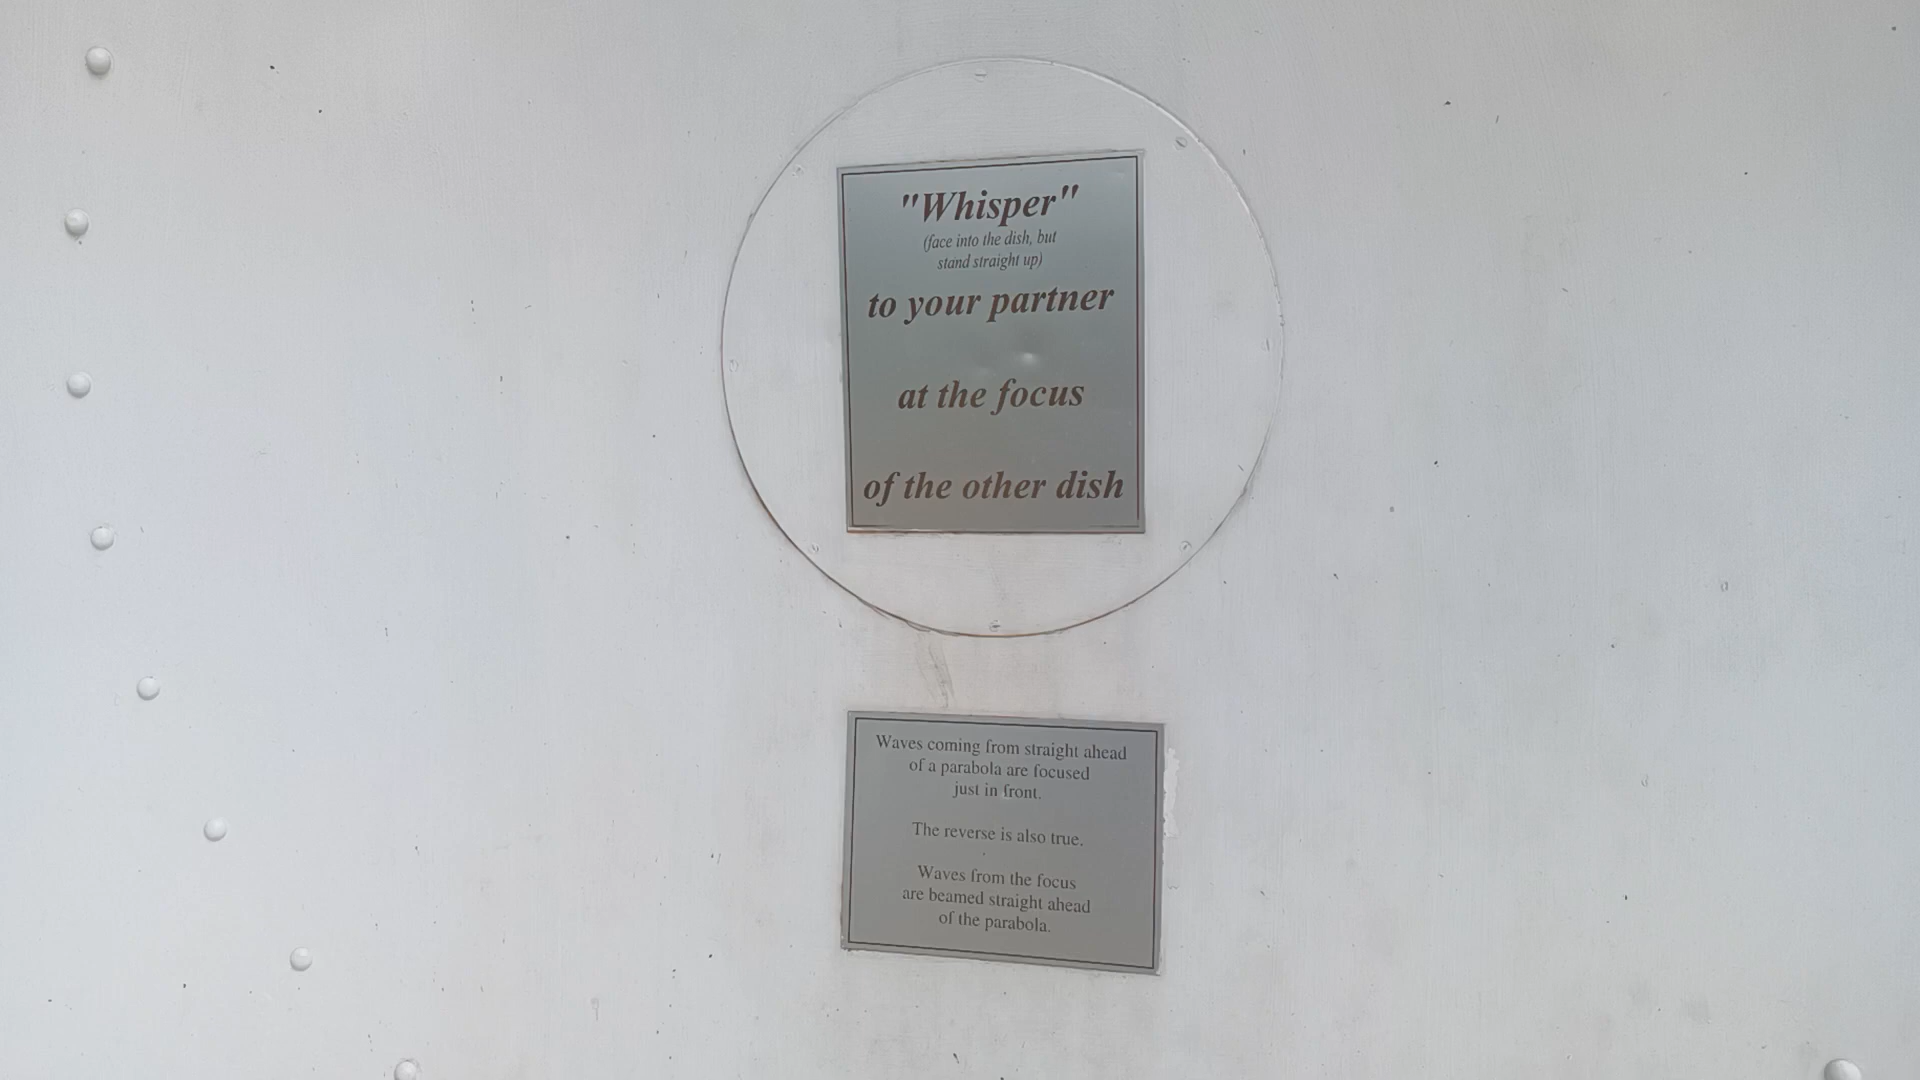 "Whisper"
(face into the dish, but
stand straight up)
to your partner
at the focus
of the other dish
Waves coming from straight ahead
of a parabola are focused
just in front.
The reverse is also true.
Waves from the focus
are beamed straight ahead
of the parabola.